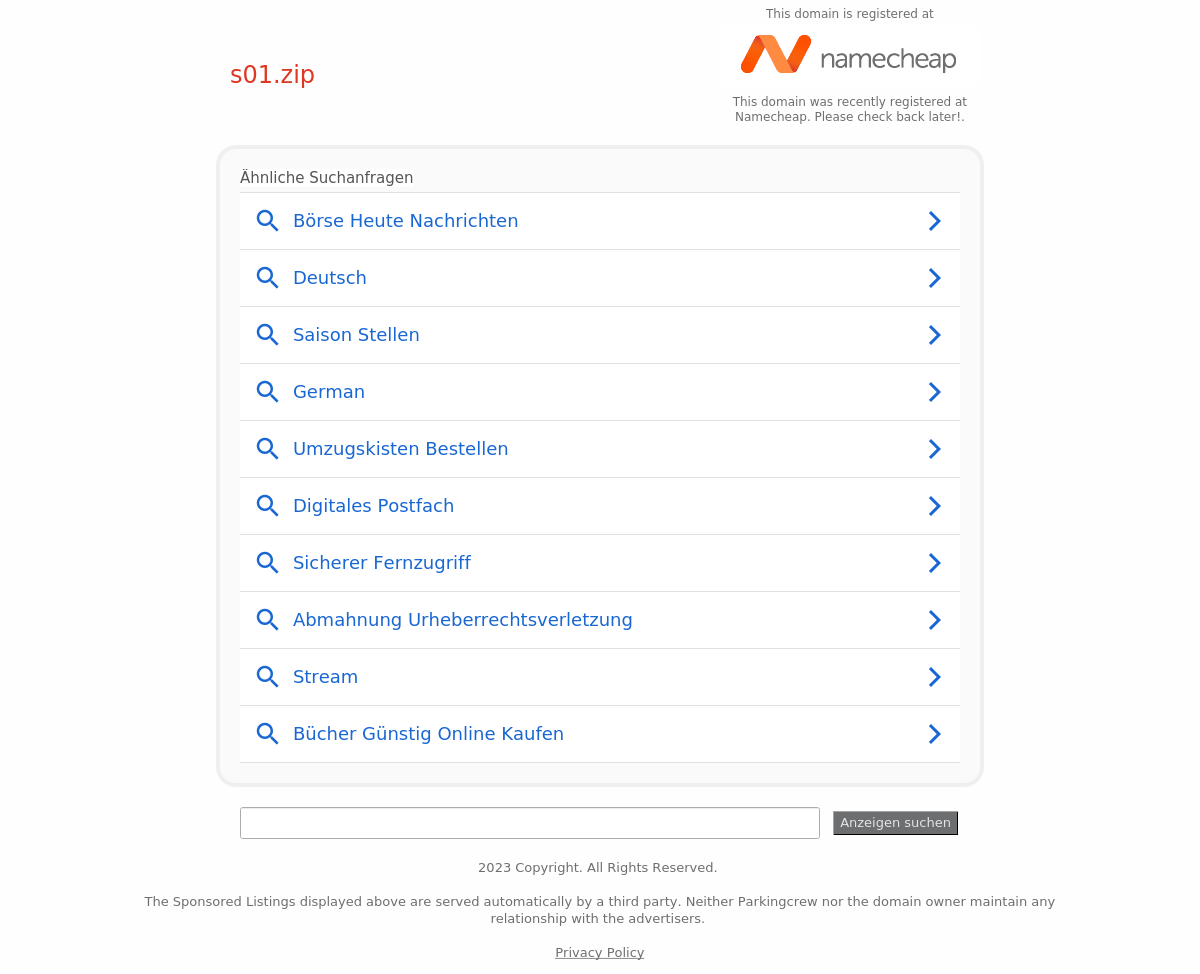 This domain is registered at
namecheap
s01.zip
This domain was recently registered at
Namecheap. Please check back later!.
Ähnliche Suchanfragen
Börse Heute Nachrichten
Deutsch
Saison Stellen
German
Umzugskisten Bestellen
Digitales Postfach
Sicherer Fernzugriff
Abmahnung Urheberrechtsverletzung
Stream
Bücher Günstig Online Kaufen
Anzeigen suchen
2023 Copyright. All Rights Reserved.
The Sponsored Listings displayed above are served automatically by a third party. Neither Parkingcrew nor the domain owner maintain any
relationship with the advertisers.
Privacy Policy